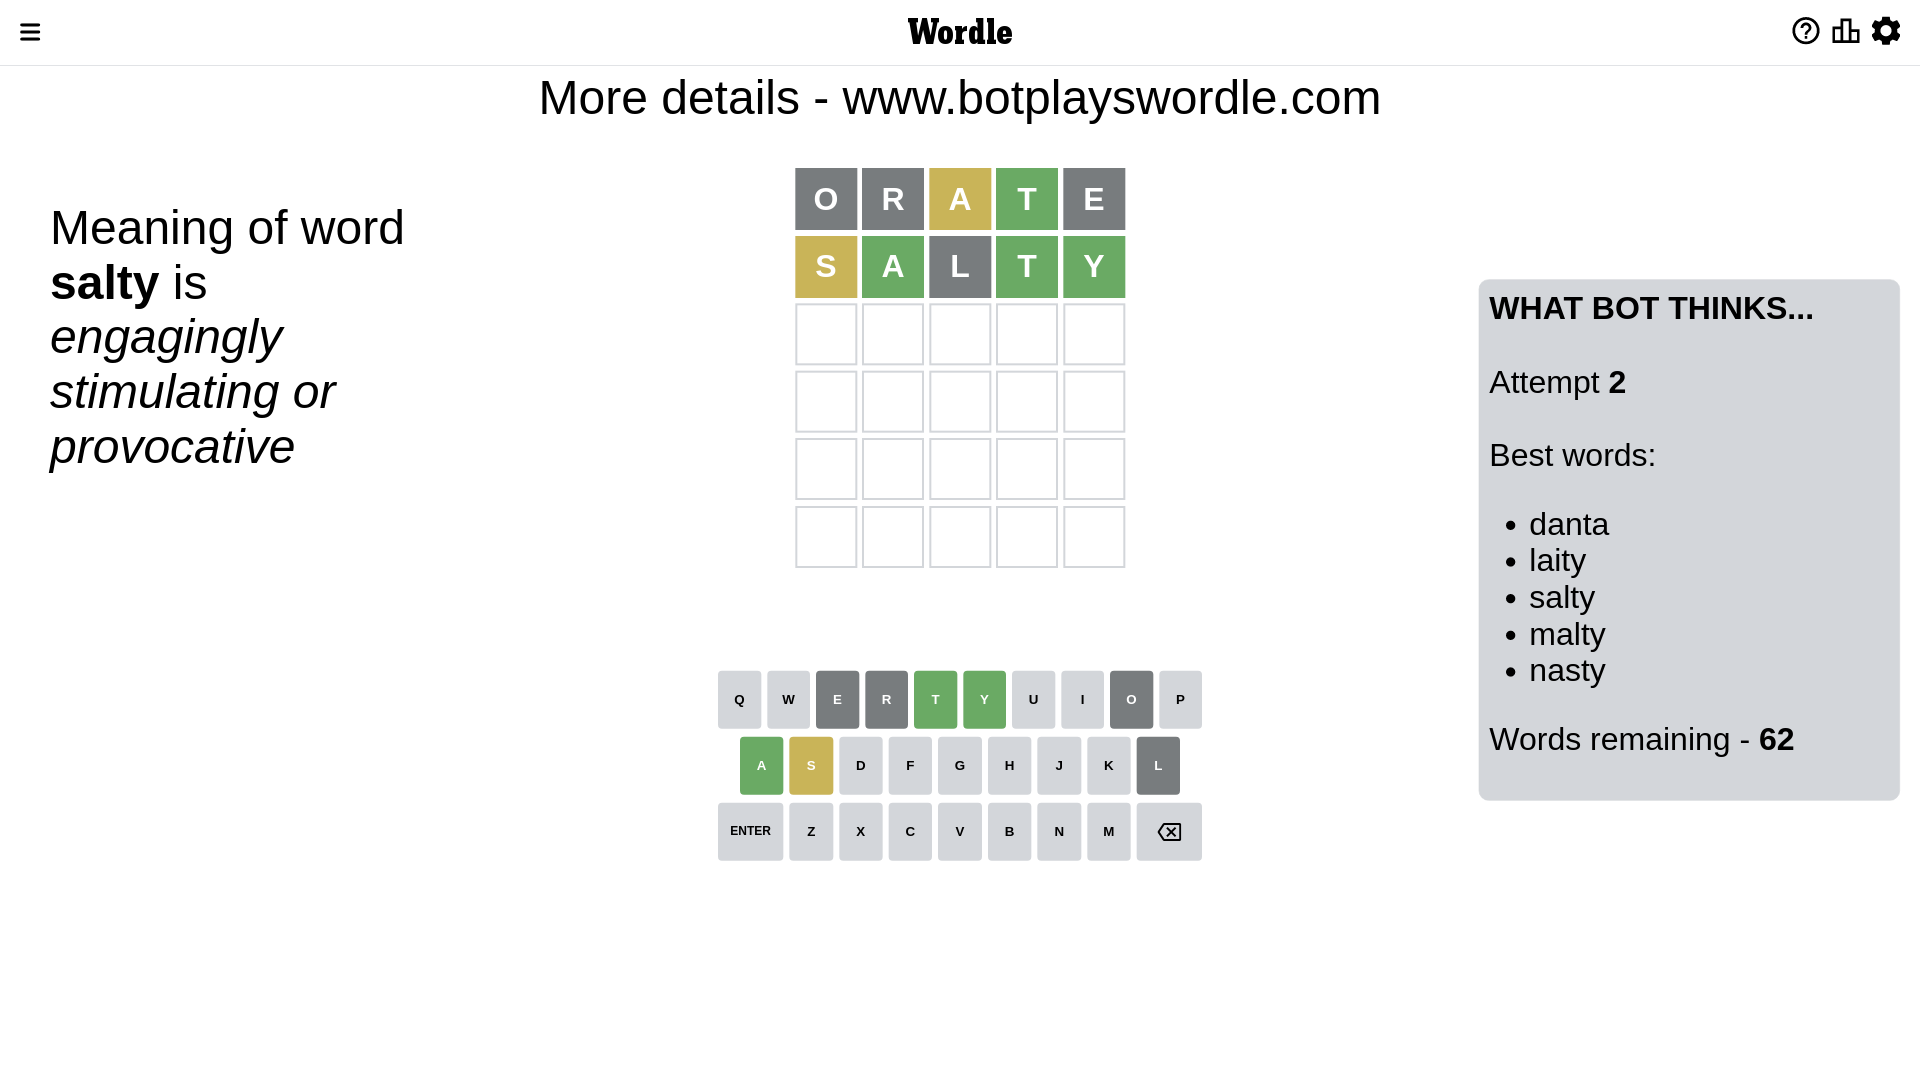 Wordle
More details - www.botplayswordle.com
Meaning of word
salty is
engagingly
stimulating or
provocative
O R A T E
S A L T Y
WHAT BOT THINKS...
Attempt 2
Best words:
• danta
• laity
• salty
• malty
• nasty
Words remaining - 62
Q W E R T Y U I O P
A S D F G H J K L
ENTER Z X C V B N M